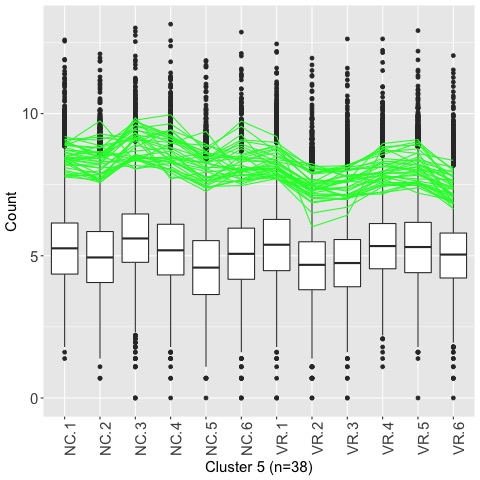 Count
10
5
0
NC.1
NC.2
NC.3
NC.4
NC.5
NC.6
VR.1
VR.2
VR.3
VR.4
VR.5
VR.6
Cluster 5 (n=38)